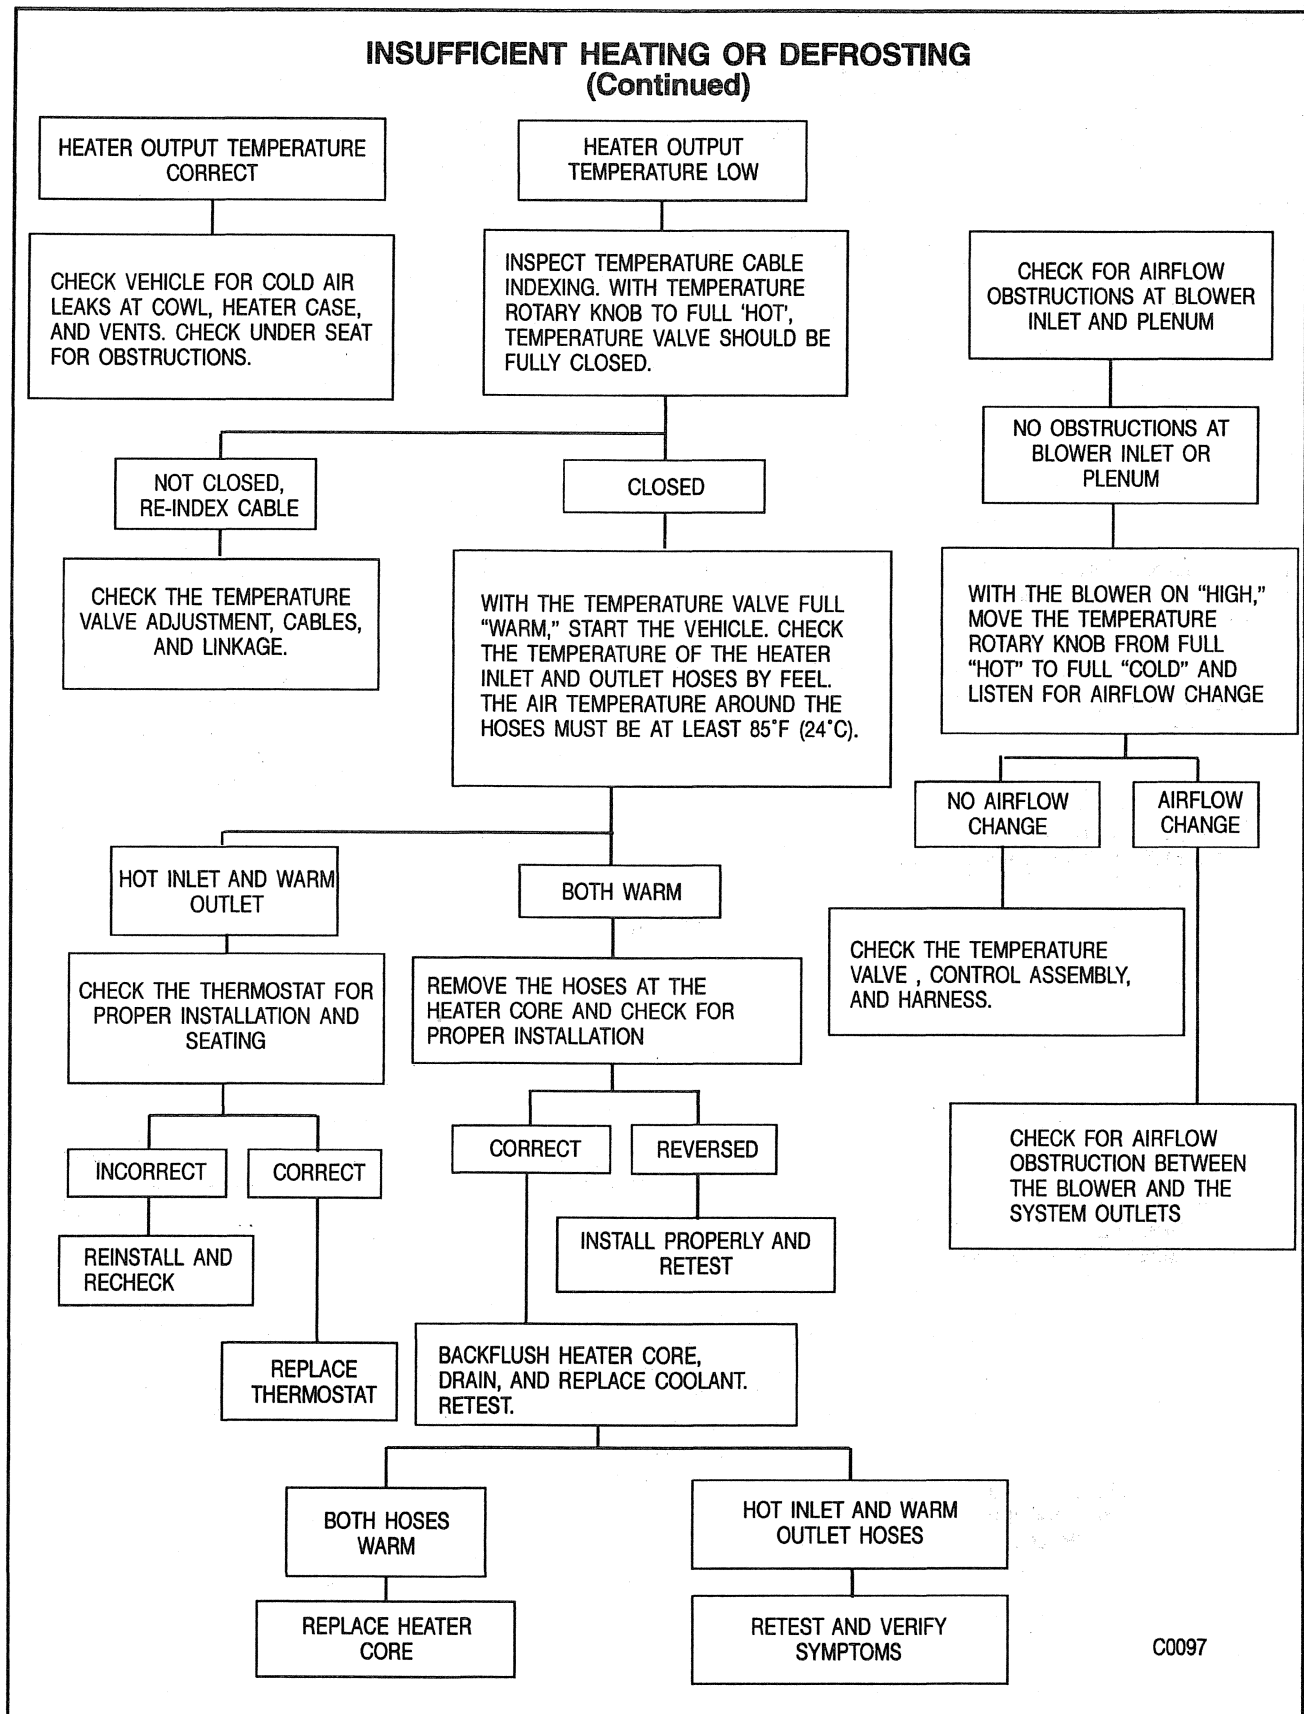 INSUFFICIENT HEATING OR DEFROSTING
(Continued)
HEATER OUTPUT TEMPERATURE
CORRECT
CHECK VEHICLE FOR COLD AIR
LEAKS AT COWL, HEATER CASE,
AND VENTS. CHECK UNDER SEAT
FOR OBSTRUCTIONS.
HEATER OUTPUT
TEMPERATURE LOW
INSPECT TEMPERATURE CABLE
INDEXING. WITH TEMPERATURE
ROTARY KNOB TO FULL 'HOT',
TEMPERATURE VALVE SHOULD BE
FULLY CLOSED.
NOT CLOSED,
RE-INDEX CABLE
CHECK THE TEMPERATURE
VALVE ADJUSTMENT, CABLES,
AND LINKAGE.
CLOSED
WITH THE TEMPERATURE VALVE FULL
“WARM,” START THE VEHICLE. CHECK
THE TEMPERATURE OF THE HEATER
INLET AND OUTLET HOSES BY FEEL.
THE AIR TEMPERATURE AROUND THE
HOSES MUST BE AT LEAST 85°F (24°C).
HOT INLET AND WARM
OUTLET
CHECK THE THERMOSTAT FOR
PROPER INSTALLATION AND
SEATING
INCORRECT
REINSTALL AND
RECHECK
CORRECT
REPLACE
THERMOSTAT
BOTH WARM
REMOVE THE HOSES AT THE
HEATER CORE AND CHECK FOR
PROPER INSTALLATION
CORRECT
REVERSED
INSTALL PROPERLY AND
RETEST
BACKFLUSH HEATER CORE,
DRAIN, AND REPLACE COOLANT.
RETEST.
BOTH HOSES
WARM
REPLACE HEATER
CORE
HOT INLET AND WARM
OUTLET HOSES
RETEST AND VERIFY
SYMPTOMS
CHECK FOR AIRFLOW
OBSTRUCTIONS AT BLOWER
INLET AND PLENUM
NO OBSTRUCTIONS AT
BLOWER INLET OR
PLENUM
WITH THE BLOWER ON “HIGH,”
MOVE THE TEMPERATURE
ROTARY KNOB FROM FULL
“HOT” TO FULL “COLD” AND
LISTEN FOR AIRFLOW CHANGE
NO AIRFLOW
CHANGE
CHECK THE TEMPERATURE
VALVE , CONTROL ASSEMBLY,
AND HARNESS.
AIRFLOW
CHANGE
CHECK FOR AIRFLOW
OBSTRUCTION BETWEEN
THE BLOWER AND THE
SYSTEM OUTLETS
C0097